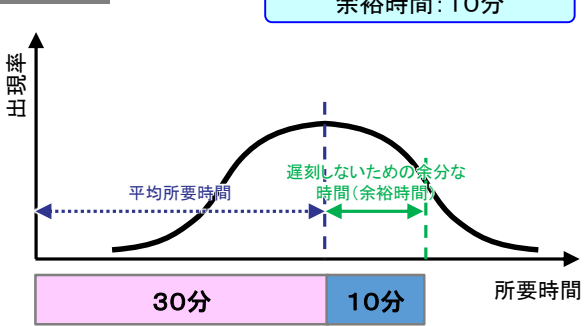 余裕時間：10分
出現率
遅刻しないための余分な
時間（余裕時間）
平均所要時間
30分
10分
所要時間